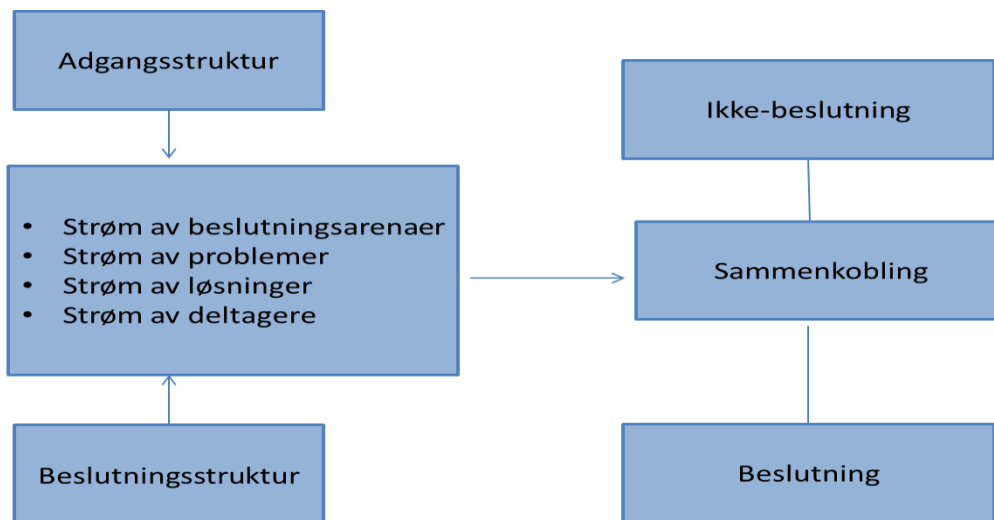 Adgangsstruktur
• Strøm av beslutningsarenaer
• Strøm av problemer
• Strøm av løsninger
• Strøm av deltagere
Beslutningsstruktur
Ikke-beslutning
Sammenkobling
Beslutning